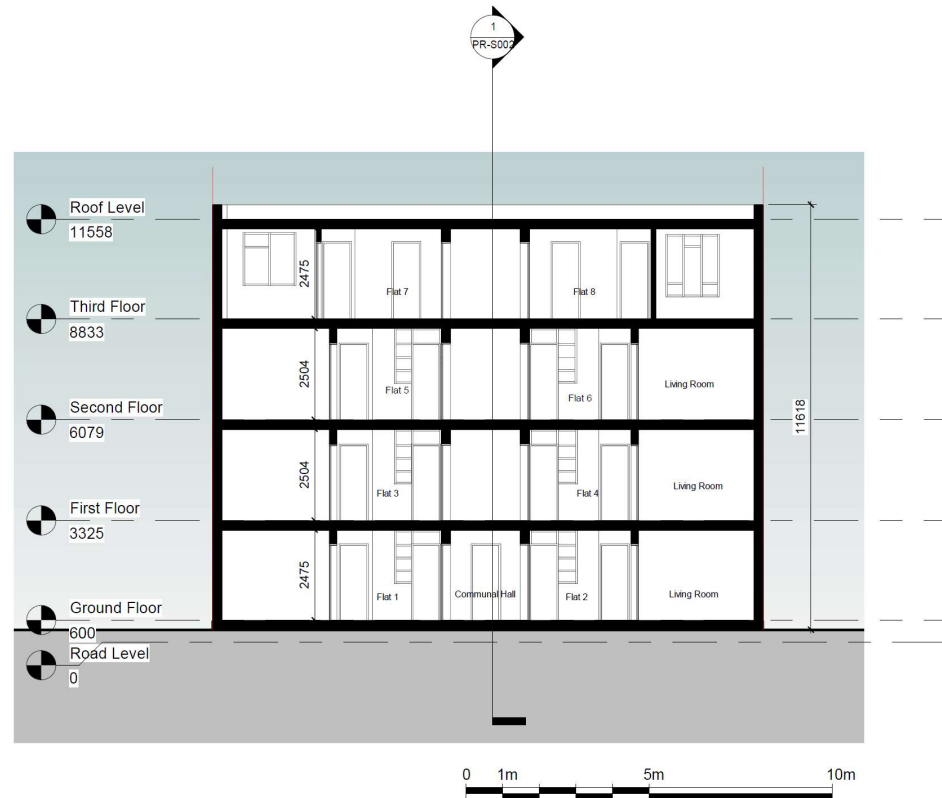 1
PR-S002
Roof Level
11558
2475
Flat 7
Flat 8
Third Floor
8833
2504
Flat 5
Flat 6
Living Room
11618
Second Floor
6079
2504
Flat 3
Flat 4
Living Room
First Floor
3325
2475
Flat 1
Communal Hall
Flat 2
Living Room
Ground Floor
600
Road Level
0
0 1m 5m 10m